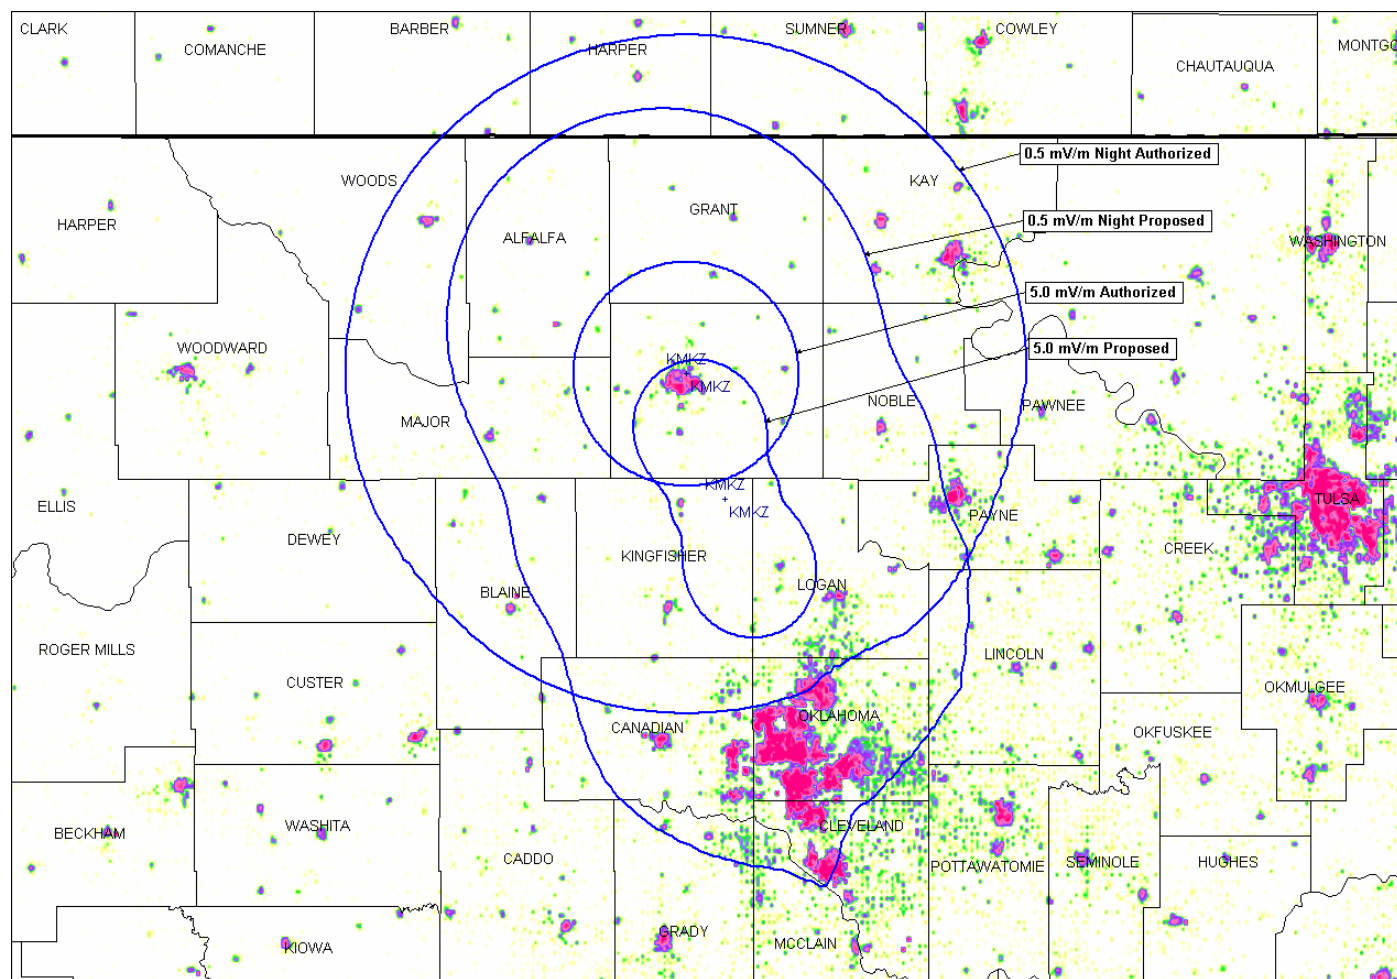 CLARK
COMANCHE
BARBER
HARPER
SUMNER
COWLEY
CHAUTAUQUA
MONTGO
0.5 mV/m Night Authorized
WOODS
KAY
HARPER
GRANT
0.5 mV/m Night Proposed
ALFALFA
WASHINGTON
5.0 mV/m Authorized
WOODWARD
5.0 mV/m Proposed
KMKZ
KMKZ
NOBLE
PAWNEE
MAJOR
KMKZ
ELLIS
TULSA
KMKZ
PAYNE
DEWEY
KINGFISHER
CREEK
LOGAN
BLAINE
ROGER MILLS
LINCOLN
CUSTER
OKMULGEE
OKLAHOMA
CANADIAN
OKFUSKEE
BECKHAM
WASHITA
CLEVELAND
CADDO
POTTAWATOMIE
SEMINOLE
HUGHES
GRADY
MCCLAIN
KIOWA